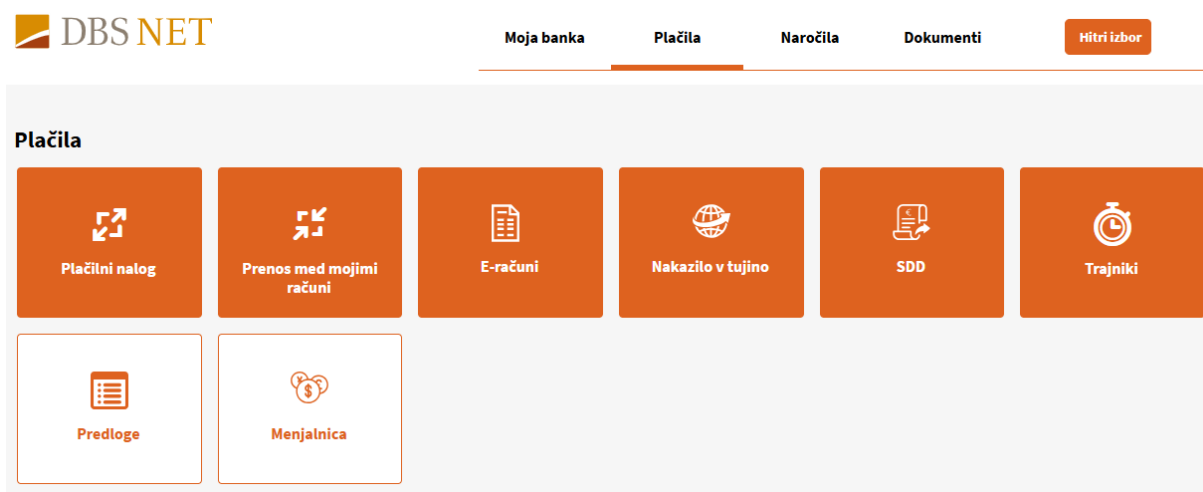 DBS NET
Moja banka
Plačila
Naročila
Dokumenti
Hitri izbor
Plačila
Plačilni nalog
Prenos med mojimi
računi
E-računi
Nakazilo v tujino
SDD
Trajniki
Predloge
Menjalnica